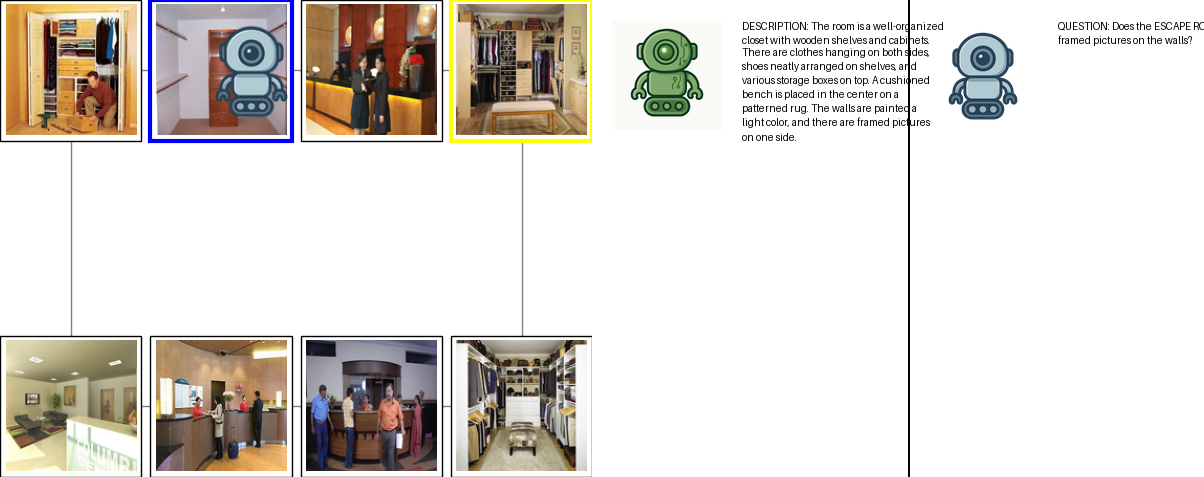 DESCRIPTION: The room is a well-organized
closet with wooden shelves and cabinets.
There are clothes hanging on both sides,
shoes neatly arranged on shelves, and
various storage boxes on top. A cushioned
bench is placed in the center on a
patterned rug. The walls are painted a
light color, and there are framed pictures
on one side.
QUESTION: Does the ESCAPE RO
framed pictures on the walls?